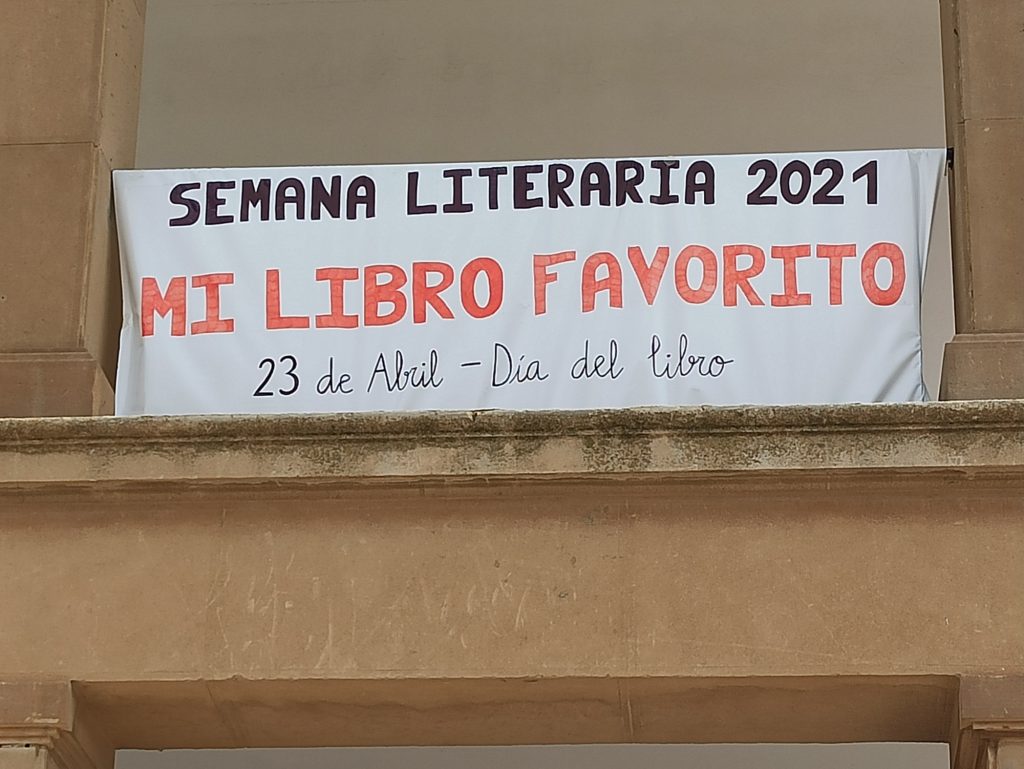 SEMANA LITERARIA 2021
MI LIBRO FAVORITO
23 de Abril - Día del libro